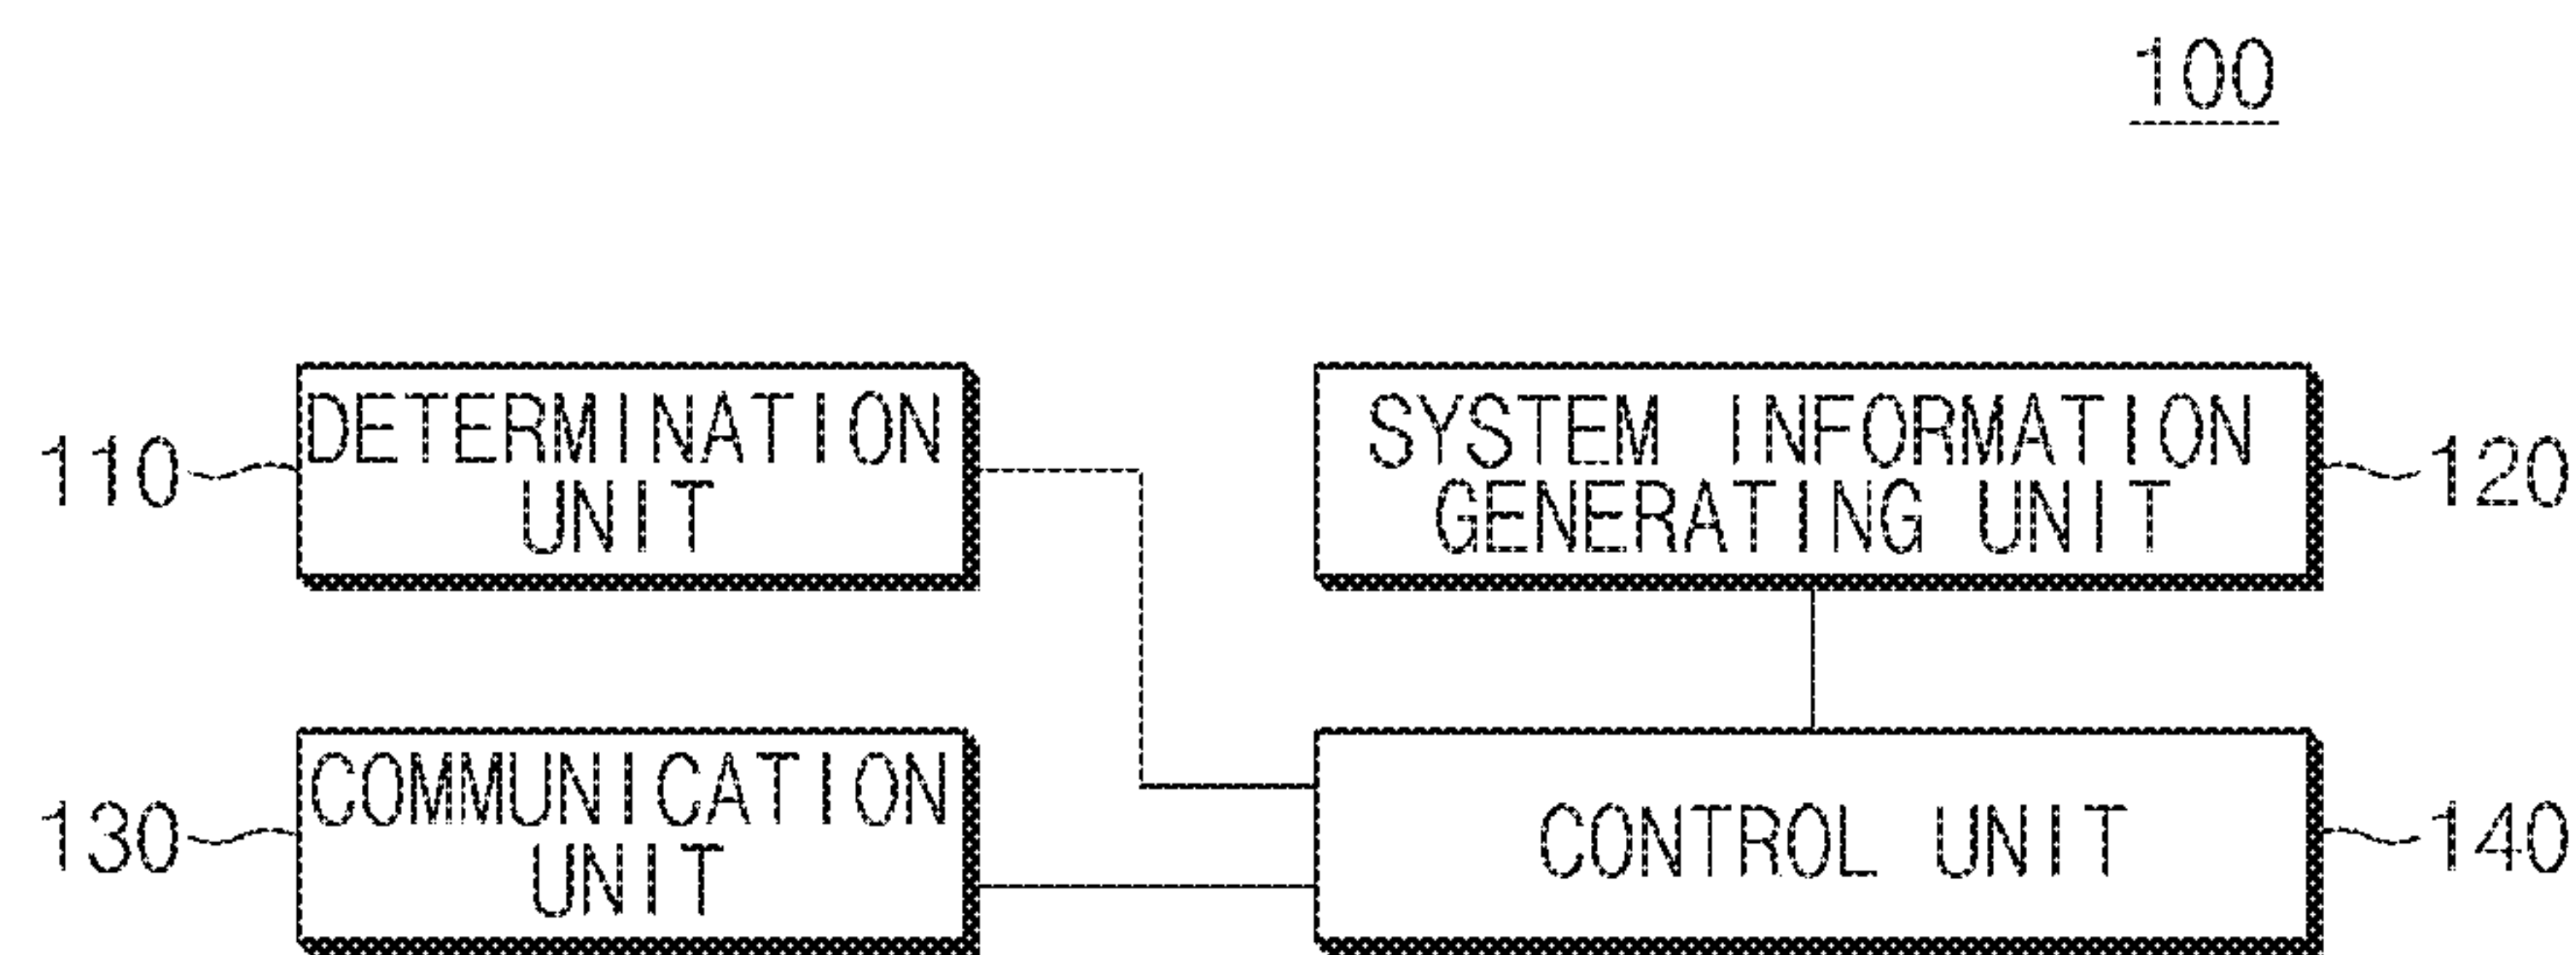 100
110
DETERMINATION
UNIT
SYSTEM INFORMATION
GENERATING UNIT
120
130
COMMUNICATION
UNIT
CONTROL UNIT
140